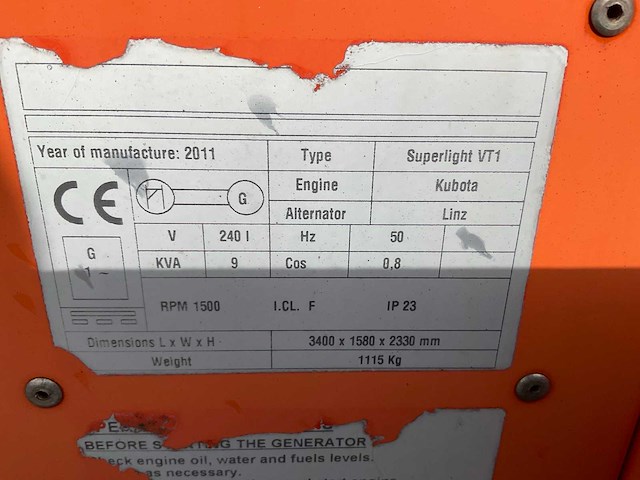 Year of manufacture: 2011
Type Superlight VT1
Engine Kubota
G
Alternator Linz
V 240 I Hz 50
G
1 ~
KVA 9 Cos 0,8
RPM 1500 I.CL. F IP 23
Dimensions L x W x H 3400 x 1580 x 2330 mm
Weight 1115 Kg
BEFORE THE GENERATOR
engine oil, water and fuels levels.
as necessary.